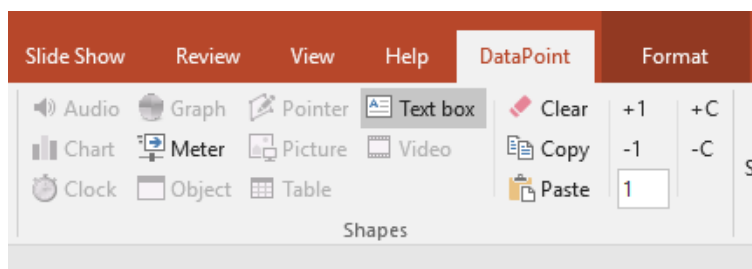 Slide Show Review View Help DataPoint Format
Audio Graph Pointer Text box Clear +1 +C
Chart Meter Picture Video Copy -1 -C
Clock Object Table Paste 1
Shapes